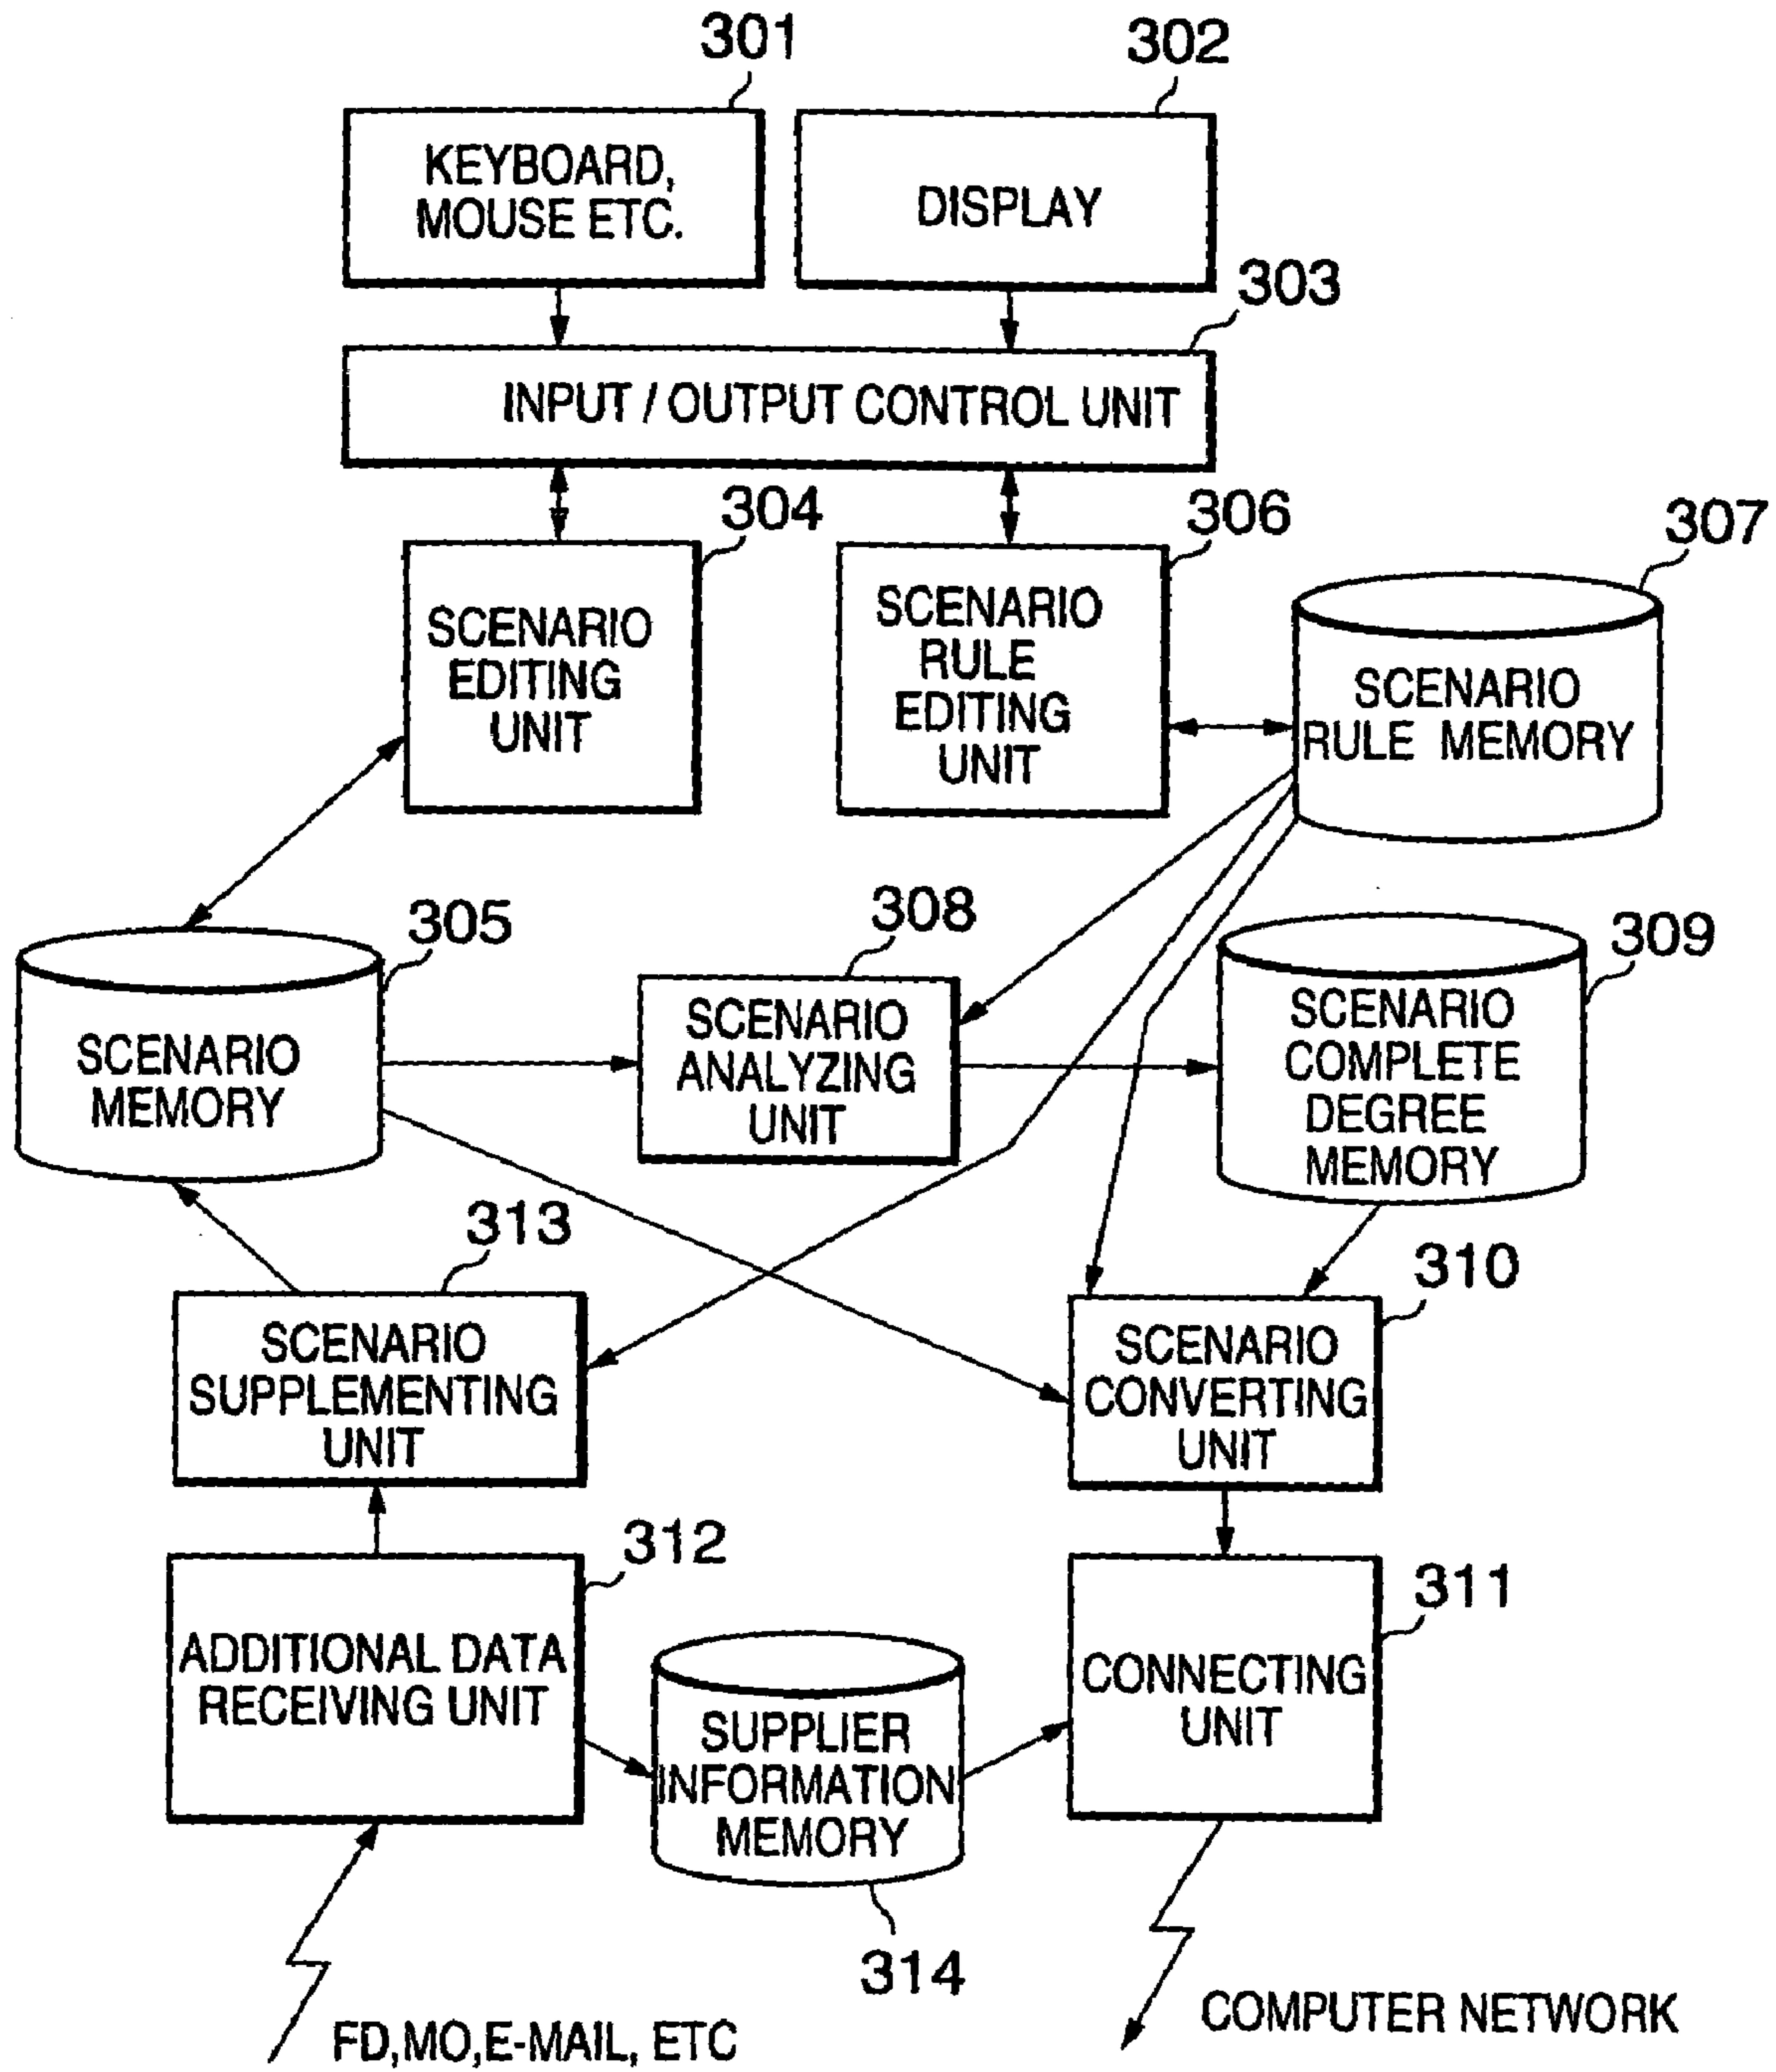 301
302
KEYBOARD,
MOUSE ETC.
DISPLAY
303
INPUT / OUTPUT CONTROL UNIT
304
306
307
SCENARIO
EDITING
UNIT
SCENARIO
RULE
EDITING
UNIT
SCENARIO
RULE MEMORY
305
308
309
SCENARIO
MEMORY
SCENARIO
ANALYZING
UNIT
SCENARIO
COMPLETE
DEGREE
MEMORY
313
310
SCENARIO
SUPPLEMENTING
UNIT
SCENARIO
CONVERTING
UNIT
312
311
ADDITIONAL DATA
RECEIVING UNIT
SUPPLIER
INFORMATION
MEMORY
CONNECTING
UNIT
314
FD,MO,E-MAIL, ETC
COMPUTER NETWORK